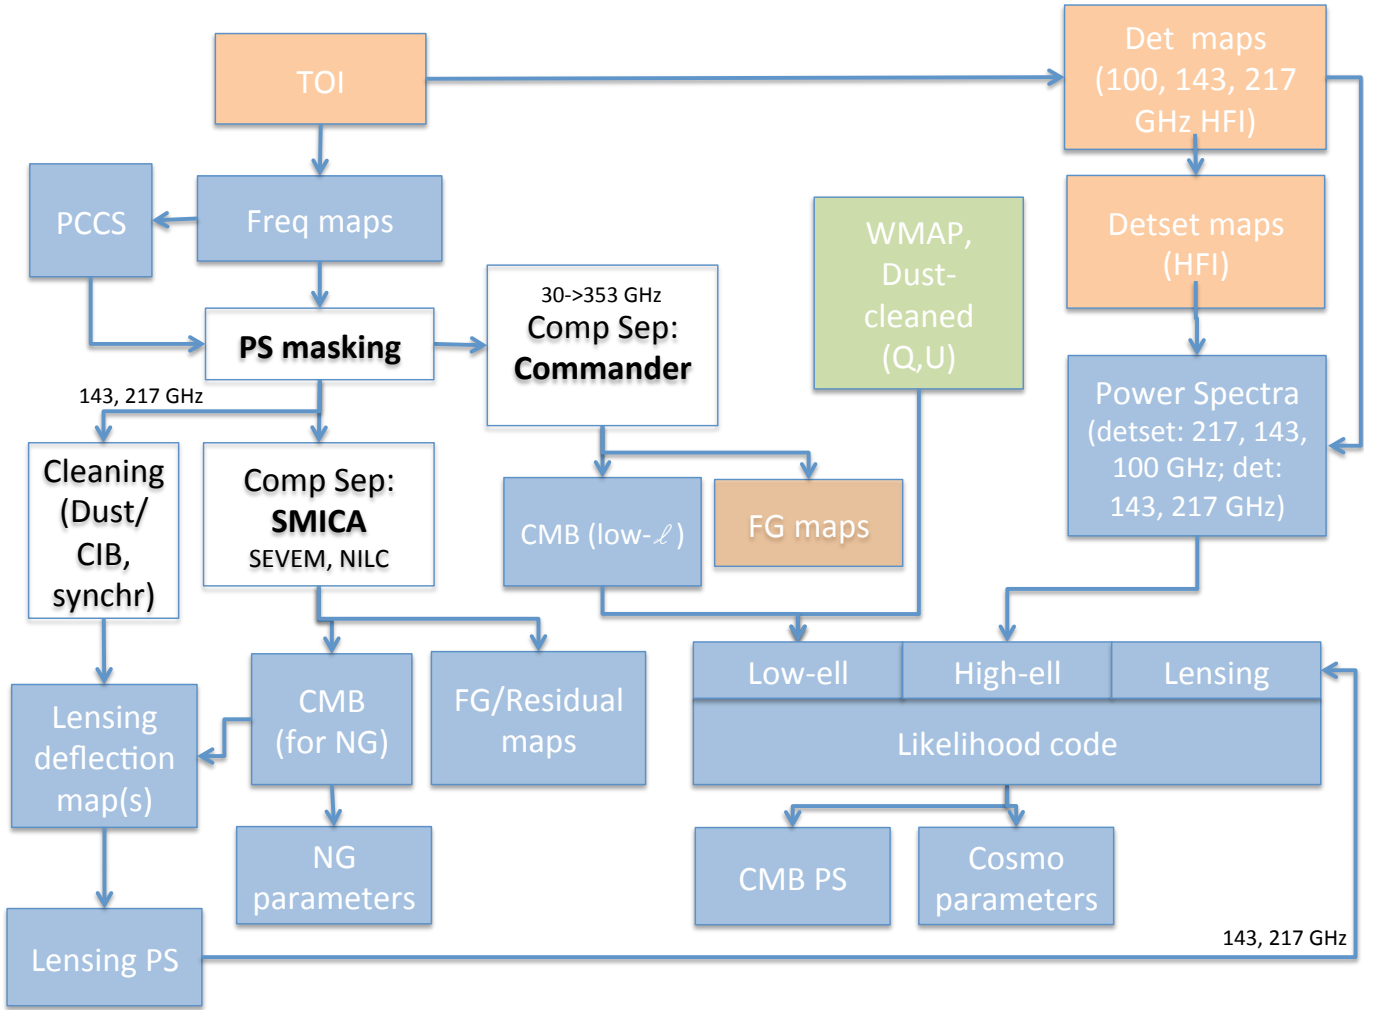 TOI
Det maps
(100, 143, 217
GHz HFI)
PCCS
Freq maps
WMAP,
Dust-
cleaned
(Q,U)
Detset maps
(HFI)
30->353 GHz
Comp Sep:
Commander
PS masking
143, 217 GHz
Power Spectra
(detset: 217, 143,
100 GHz; det:
143, 217 GHz)
Cleaning
(Dust/
CIB,
synchr)
Comp Sep:
SMICA
SEVEM, NILC
CMB (low-ℓ)
FG maps
Lensing
deflection
map(s)
CMB
(for NG)
FG/Residual
maps
Low-ell
High-ell
Lensing
Likelihood code
NG
parameters
CMB PS
Cosmo
parameters
Lensing PS
143, 217 GHz